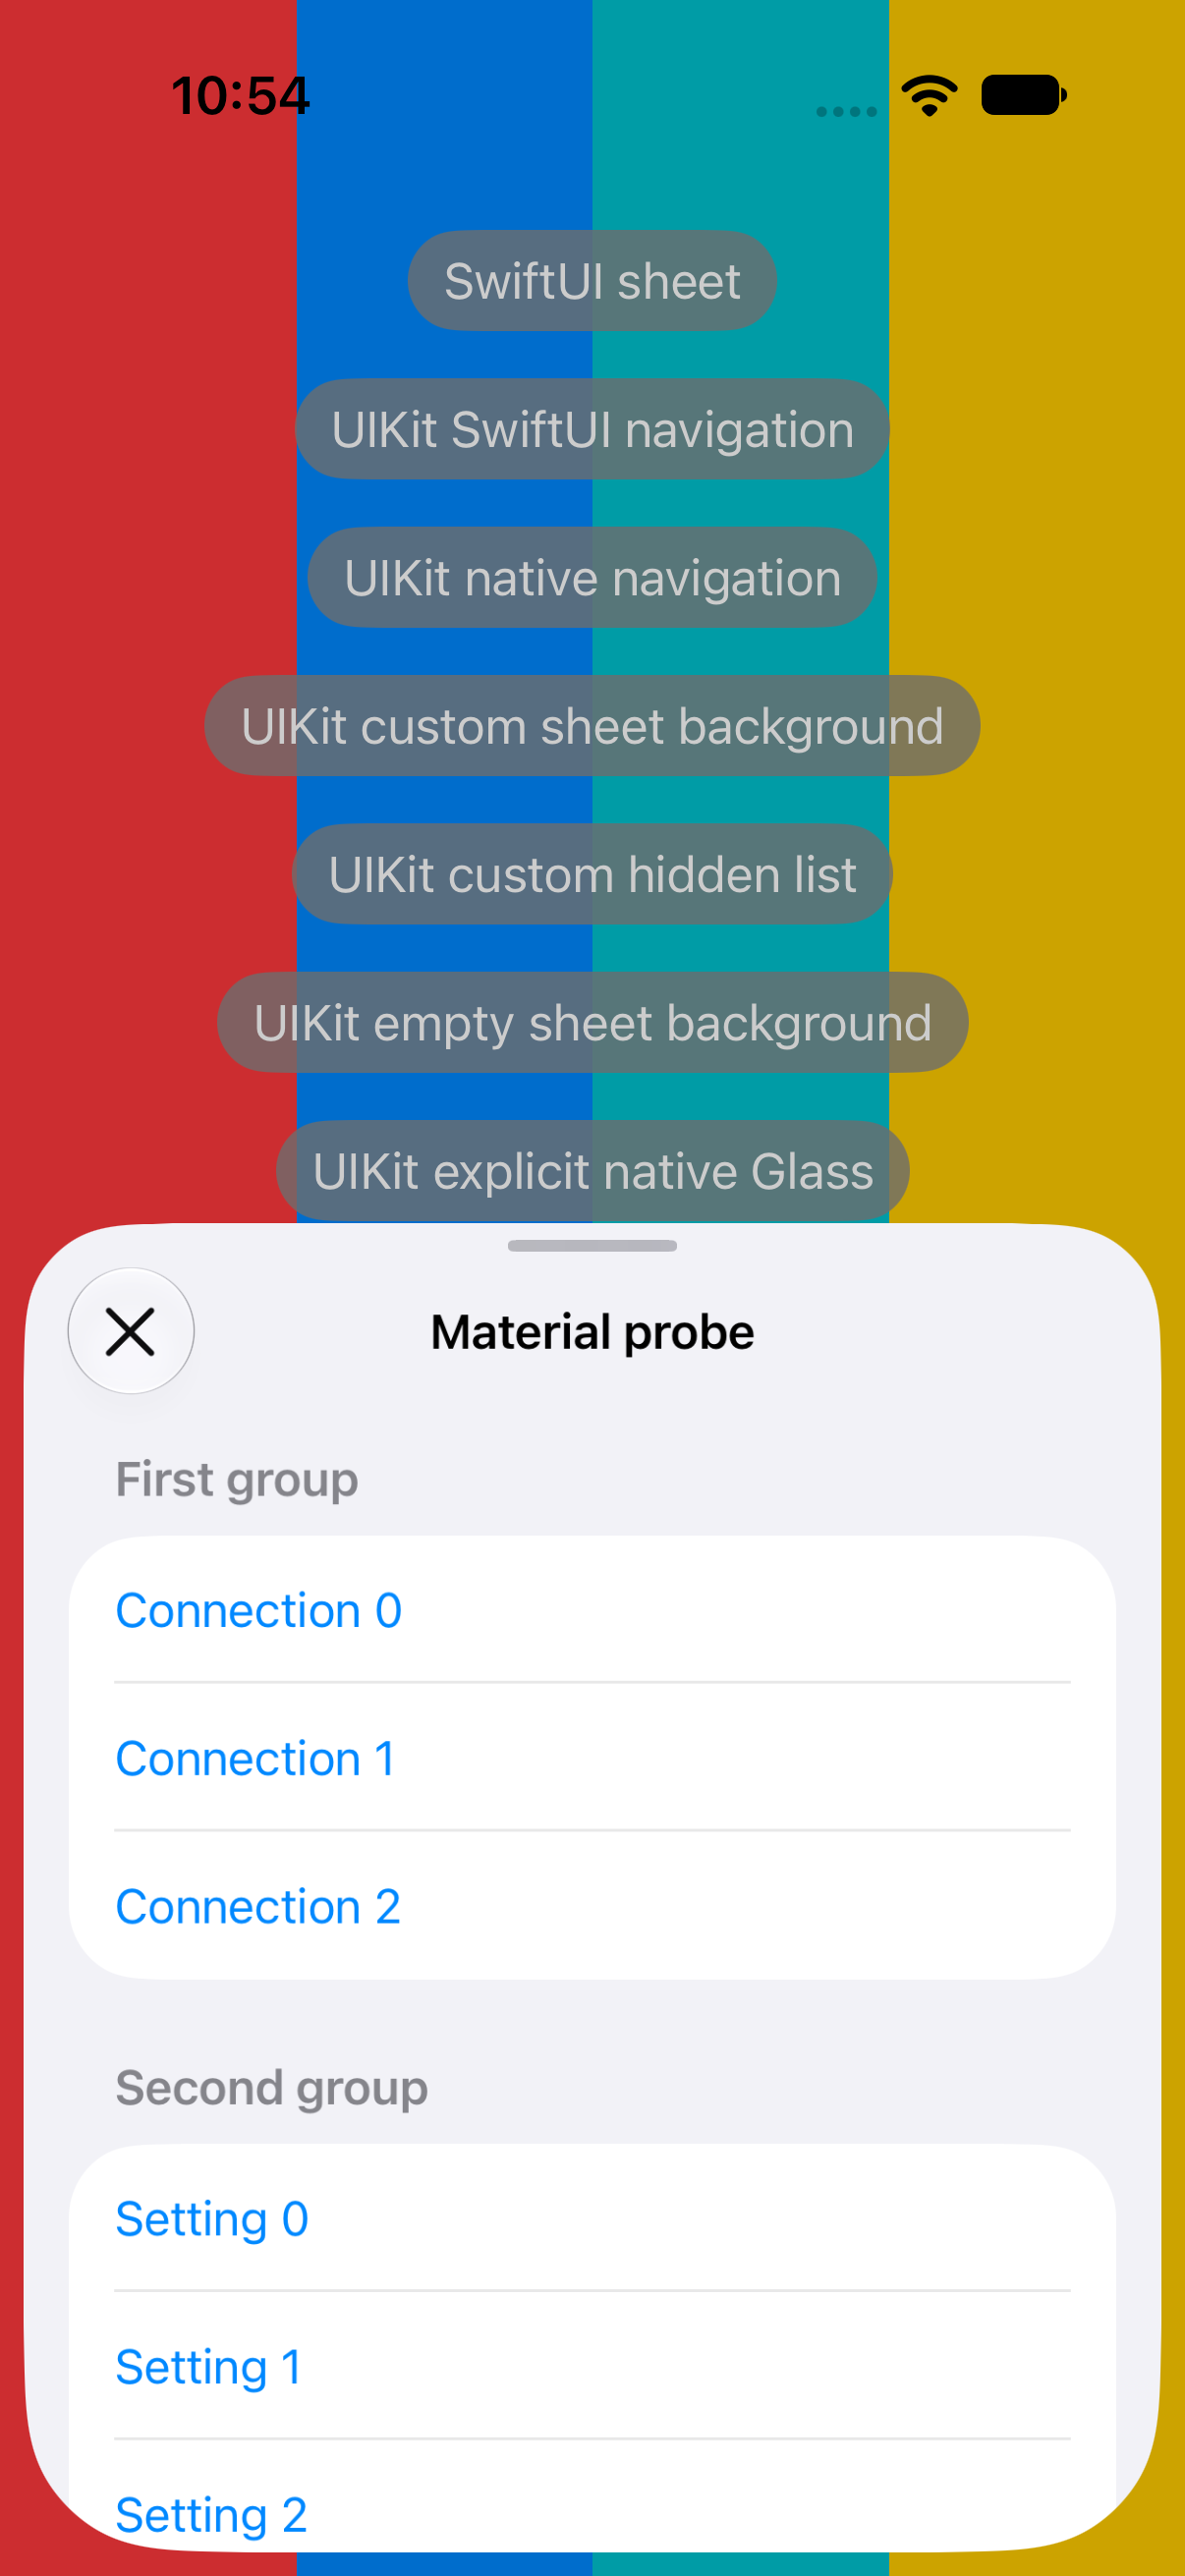 10:54
SwiftUI sheet
UIKit SwiftUI navigation
UIKit native navigation
UIKit custom sheet background
UIKit custom hidden list
UIKit empty sheet background
UIKit explicit native Glass
Material probe
First group
Connection 0
Connection 1
Connection 2
Second group
Setting 0
Setting 1
Setting 2